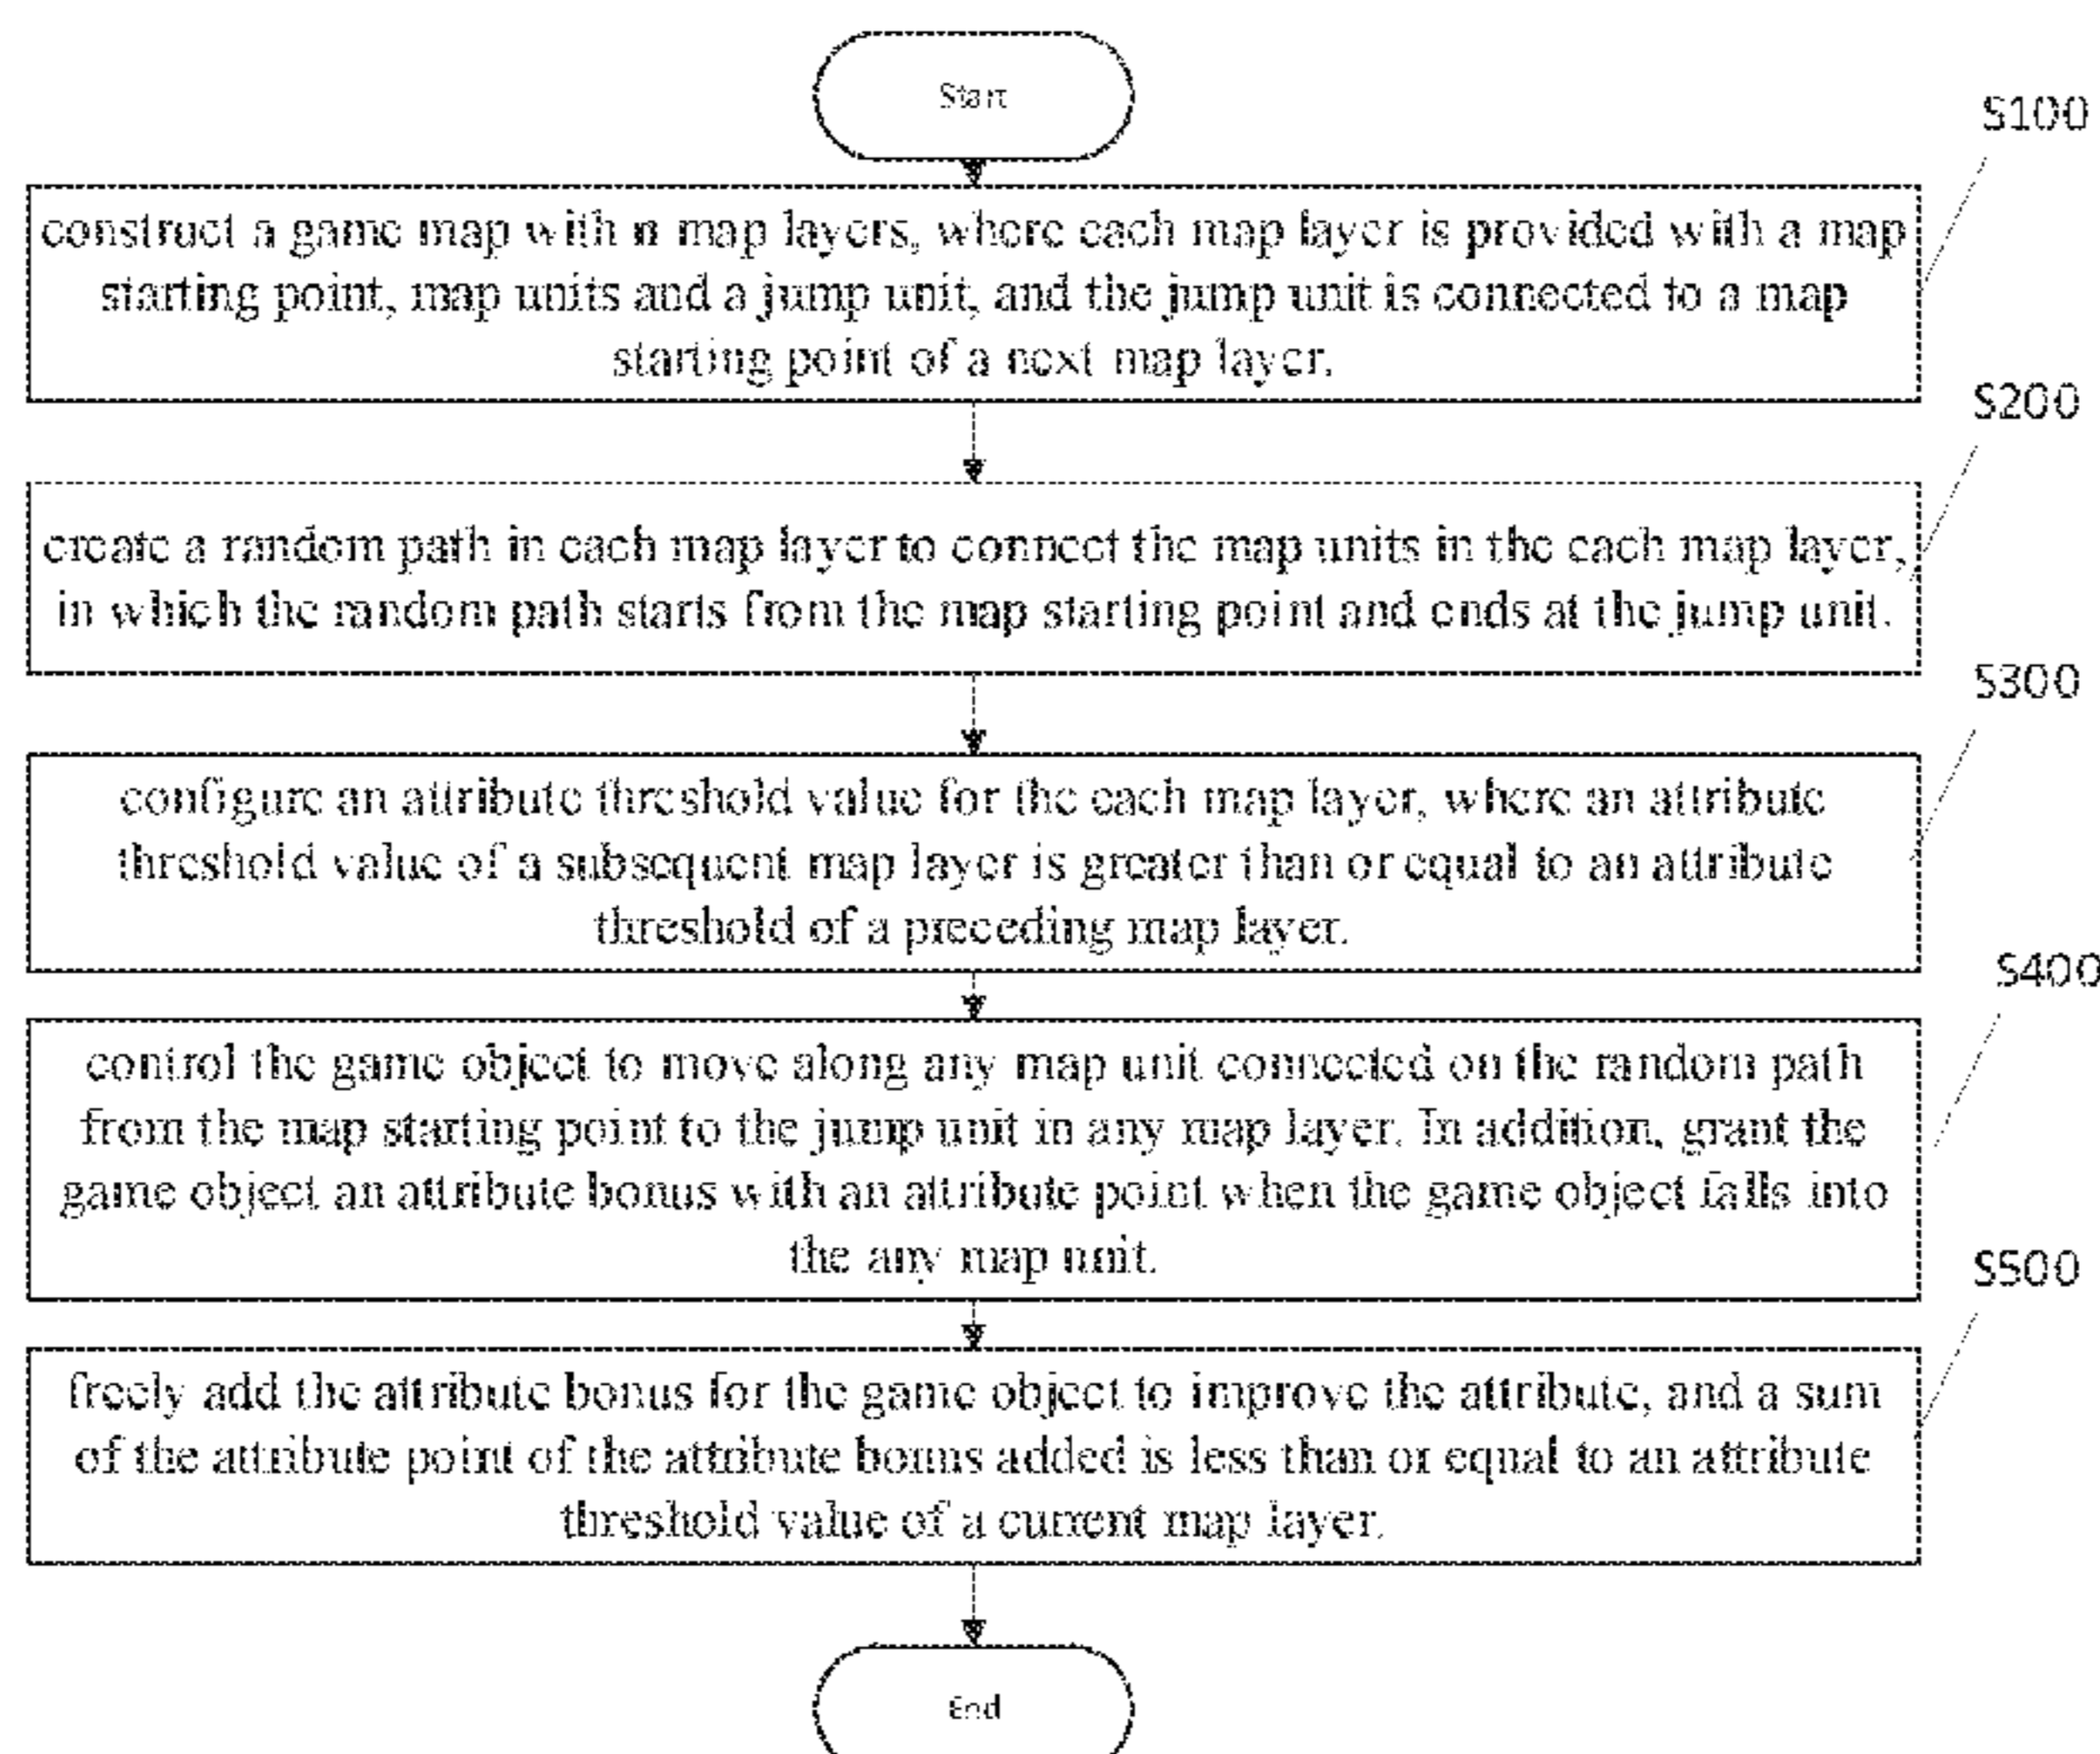 Start
S100
construct a game map with n map layers, where each map layer is provided with a map
starting point, map units and a jump unit, and the jump unit is connected to a map
starting point of a next map layer.
S200
create a random path in each map layer to connect the map units in the each map layer,
in which the random path starts from the map starting point and ends at the jump unit.
S300
configure an attribute threshold value for the each map layer, where an attribute
threshold value of a subsequent map layer is greater than or equal to an attribute
threshold of a preceding map layer.
S400
control the game object to move along any map unit connected on the random path
from the map starting point to the jump unit in any map layer. In addition, grant the
game object an attribute bonus with an attribute point when the game object falls into
the any map unit.
S500
freely add the attribute bonus for the game object to improve the attribute, and a sum
of the attribute point of the attribute bonus added is less than or equal to an attribute
threshold value of a current map layer.
End